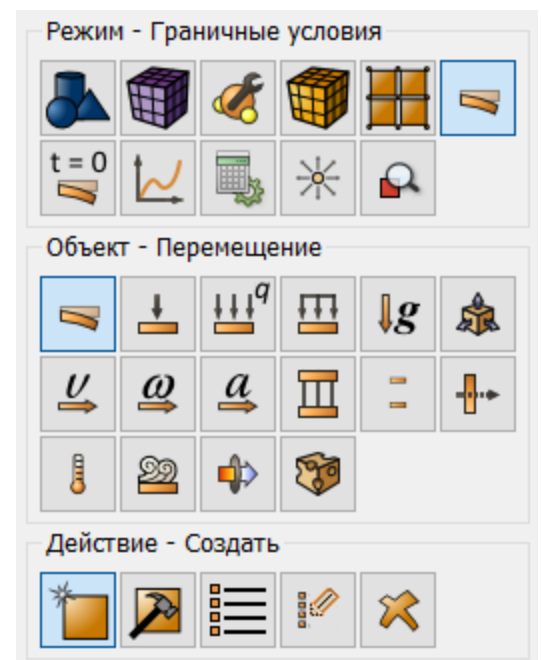 Режим - Граничные условия
t = 0
Объект - Перемещение
q
g
υ ω a
Действие - Создать